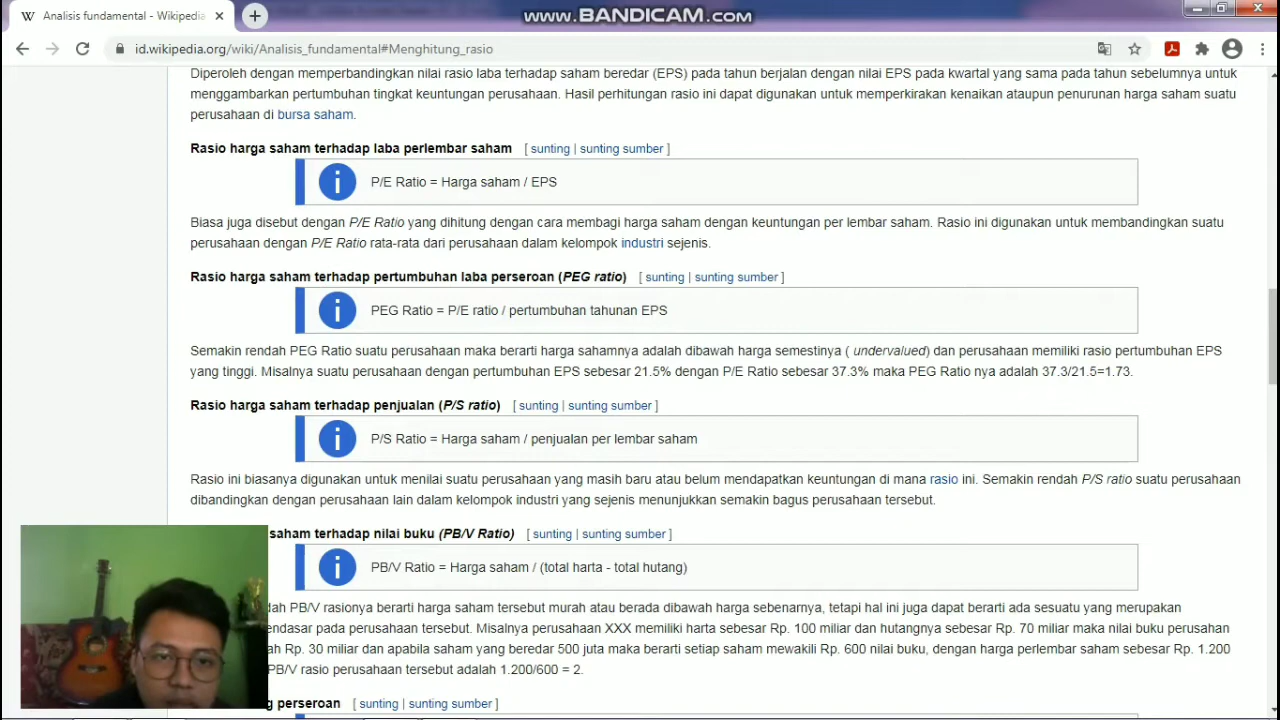 www.BANDICAM.com
Analisis fundamental - Wikipedia
id.wikipedia.org/wiki/Analisis_fundamental#Menghitung_rasio
Diperoleh dengan memperbandingkan nilai rasio laba terhadap saham beredar (EPS) pada tahun berjalan dengan nilai EPS pada kwartal yang sama pada tahun sebelumnya untuk
menggambarkan pertumbuhan tingkat keuntungan perusahaan. Hasil perhitungan rasio ini dapat digunakan untuk memperkirakan kenaikan ataupun penurunan harga saham suatu
perusahaan di bursa saham.
Rasio harga saham terhadap laba perlembar saham [ sunting | sunting sumber ]
P/E Ratio = Harga saham / EPS
Biasa juga disebut dengan P/E Ratio yang dihitung dengan cara membagi harga saham dengan keuntungan per lembar saham. Rasio ini digunakan untuk membandingkan suatu
perusahaan dengan P/E Ratio rata-rata dari perusahaan dalam kelompok industri sejenis.
Rasio harga saham terhadap pertumbuhan laba perseroan (PEG ratio) [ sunting | sunting sumber ]
PEG Ratio = P/E ratio / pertumbuhan tahunan EPS
Semakin rendah PEG Ratio suatu perusahaan maka berarti harga sahamnya adalah dibawah harga semestinya ( undervalued) dan perusahaan memiliki rasio pertumbuhan EPS
yang tinggi. Misalnya suatu perusahaan dengan pertumbuhan EPS sebesar 21.5% dengan P/E Ratio sebesar 37.3% maka PEG Ratio nya adalah 37.3/21.5=1.73.
Rasio harga saham terhadap penjualan (P/S ratio) [ sunting | sunting sumber ]
P/S Ratio = Harga saham / penjualan per lembar saham
Rasio ini biasanya digunakan untuk menilai suatu perusahaan yang masih baru atau belum mendapatkan keuntungan di mana rasio ini. Semakin rendah P/S ratio suatu perusahaan
dibandingkan dengan perusahaan lain dalam kelompok industri yang sejenis menunjukkan semakin bagus perusahaan tersebut.
saham terhadap nilai buku (PB/V Ratio) [ sunting | sunting sumber ]
PB/V Ratio = Harga saham / (total harta - total hutang)
PB/V rasionya berarti harga saham tersebut murah atau berada dibawah harga sebenarnya, tetapi hal ini juga dapat berarti ada sesuatu yang merupakan
pada perusahaan tersebut. Misalnya perusahaan XXX memiliki harta sebesar Rp. 100 miliar dan hutangnya sebesar Rp. 70 miliar maka nilai buku perusahan
Rp. 30 miliar dan apabila saham yang beredar 500 juta maka berarti setiap saham mewakili Rp. 600 nilai buku, dengan harga perlembar saham sebesar Rp. 1.200
PB/V rasio perusahaan tersebut adalah 1.200/600 = 2.
perseroan [ sunting | sunting sumber ]